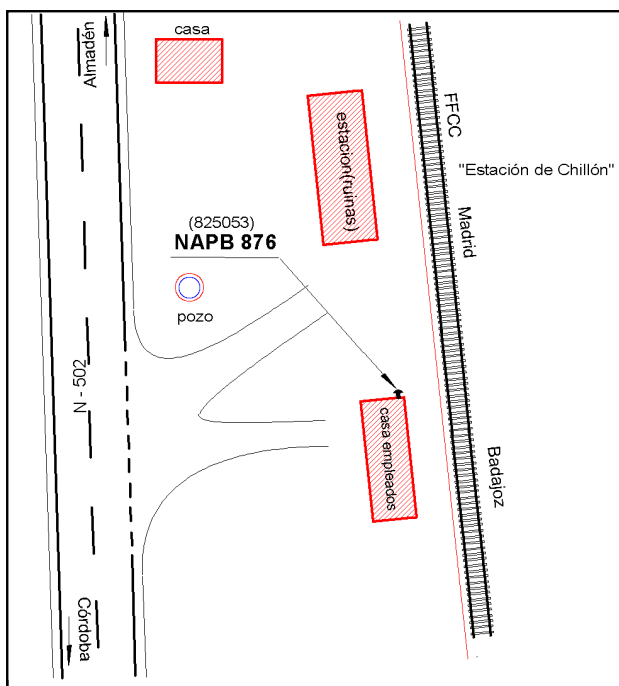 casa
Almadén
FFCC
estacion(ruinas)
"Estación de Chillón"
Madrid
(825053)
NAPB 876
pozo
N - 502
casa empleados
Badajoz
Córdoba